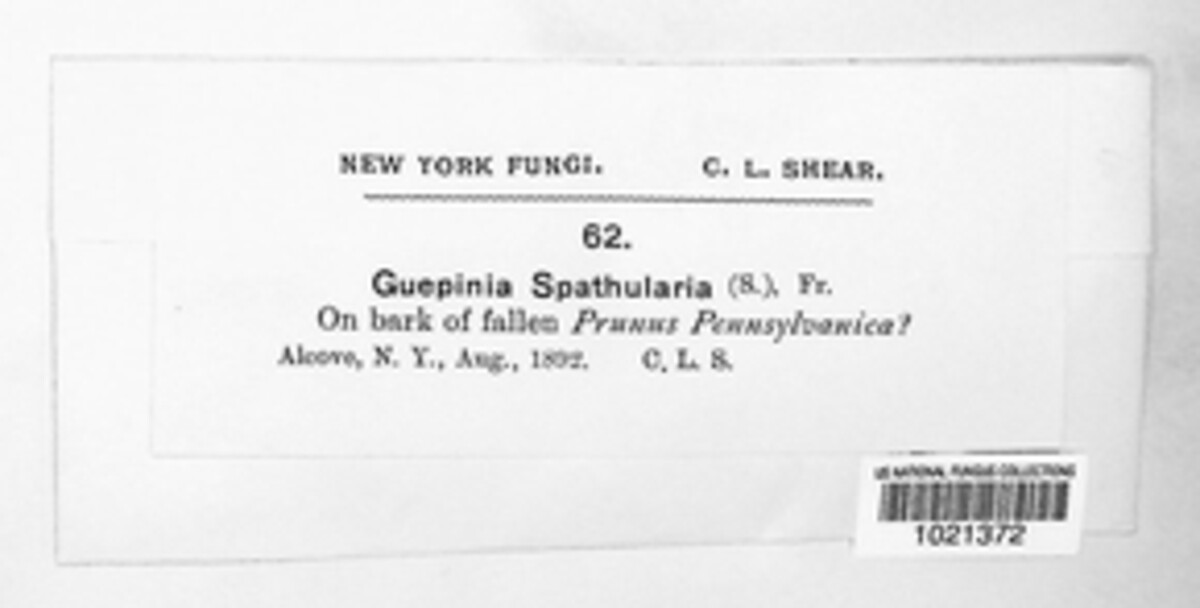 NEW YORK FUNGI. C. L. SHEAR.
62.
Guepinia Spathularia (S.), Fr.
On bark of fallen Prunus Pennsylvanica?
Alcove, N. Y., Aug., 1892. C. L. S.
US NATIONAL FUNGUS COLLECTIONS
1021372